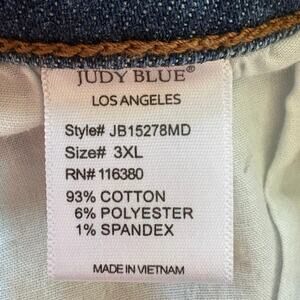 JUDY BLUE®
LOS ANGELES
Style# JB15278MD
Size# 3XL
RN# 116380
93% COTTON
6% POLYESTER
1% SPANDEX
MADE IN VIETNAM